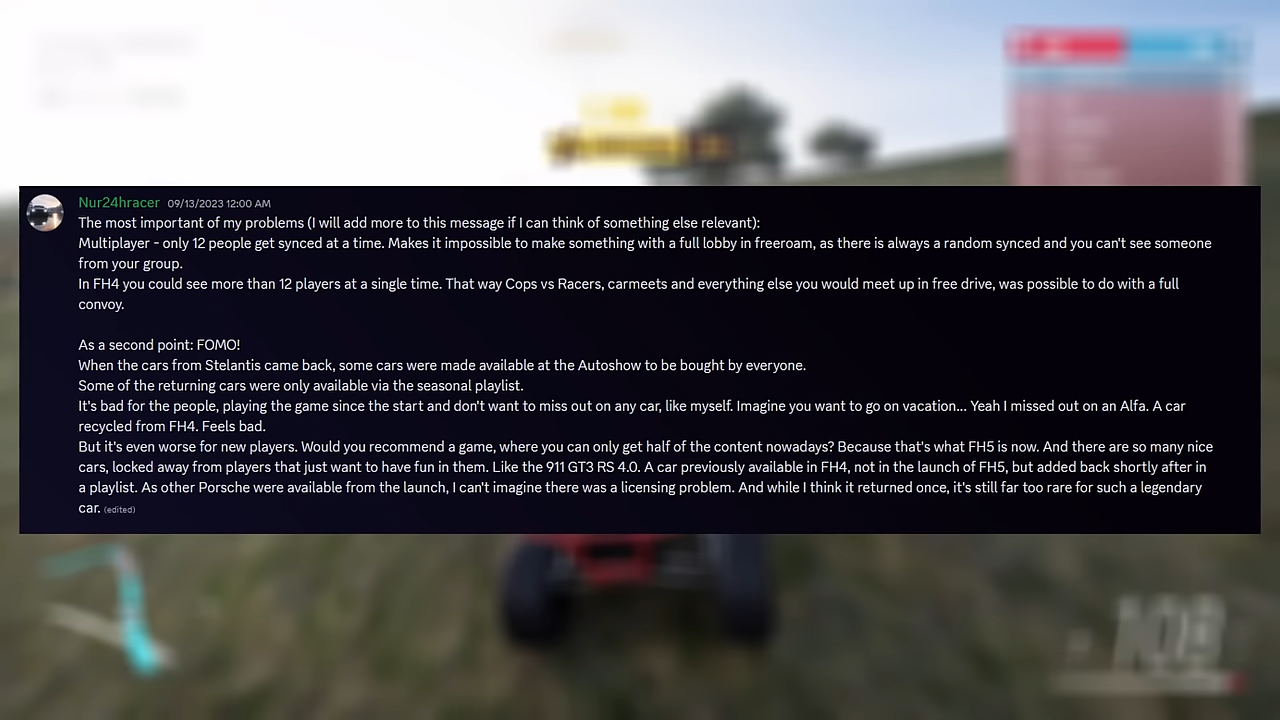 Nur24hracer 09/13/2023 12:00 AM
The most important of my problems (I will add more to this message if I can think of something else relevant):
Multiplayer - only 12 people get synced at a time. Makes it impossible to make something with a full lobby in freeroam, as there is always a random synced and you can't see someone
from your group.
In FH4 you could see more than 12 players at a single time. That way Cops vs Racers, carmeets and everything else you would meet up in free drive, was possible to do with a full
convoy.
As a second point: FOMO!
When the cars from Stelantis came back, some cars were made available at the Autoshow to be bought by everyone.
Some of the returning cars were only available via the seasonal playlist.
It's bad for the people, playing the game since the start and don't want to miss out on any car, like myself. Imagine you want to go on vacation... Yeah I missed out on an Alfa. A car
recycled from FH4. Feels bad.
But it's even worse for new players. Would you recommend a game, where you can only get half of the content nowadays? Because that's what FH5 is now. And there are so many nice
cars, locked away from players that just want to have fun in them. Like the 911 GT3 RS 4.0. A car previously available in FH4, not in the launch of FH5, but added back shortly after in
a playlist. As other Porsche were available from the launch, I can't imagine there was a licensing problem. And while I think it returned once, it's still far too rare for such a legendary
car. (edited)